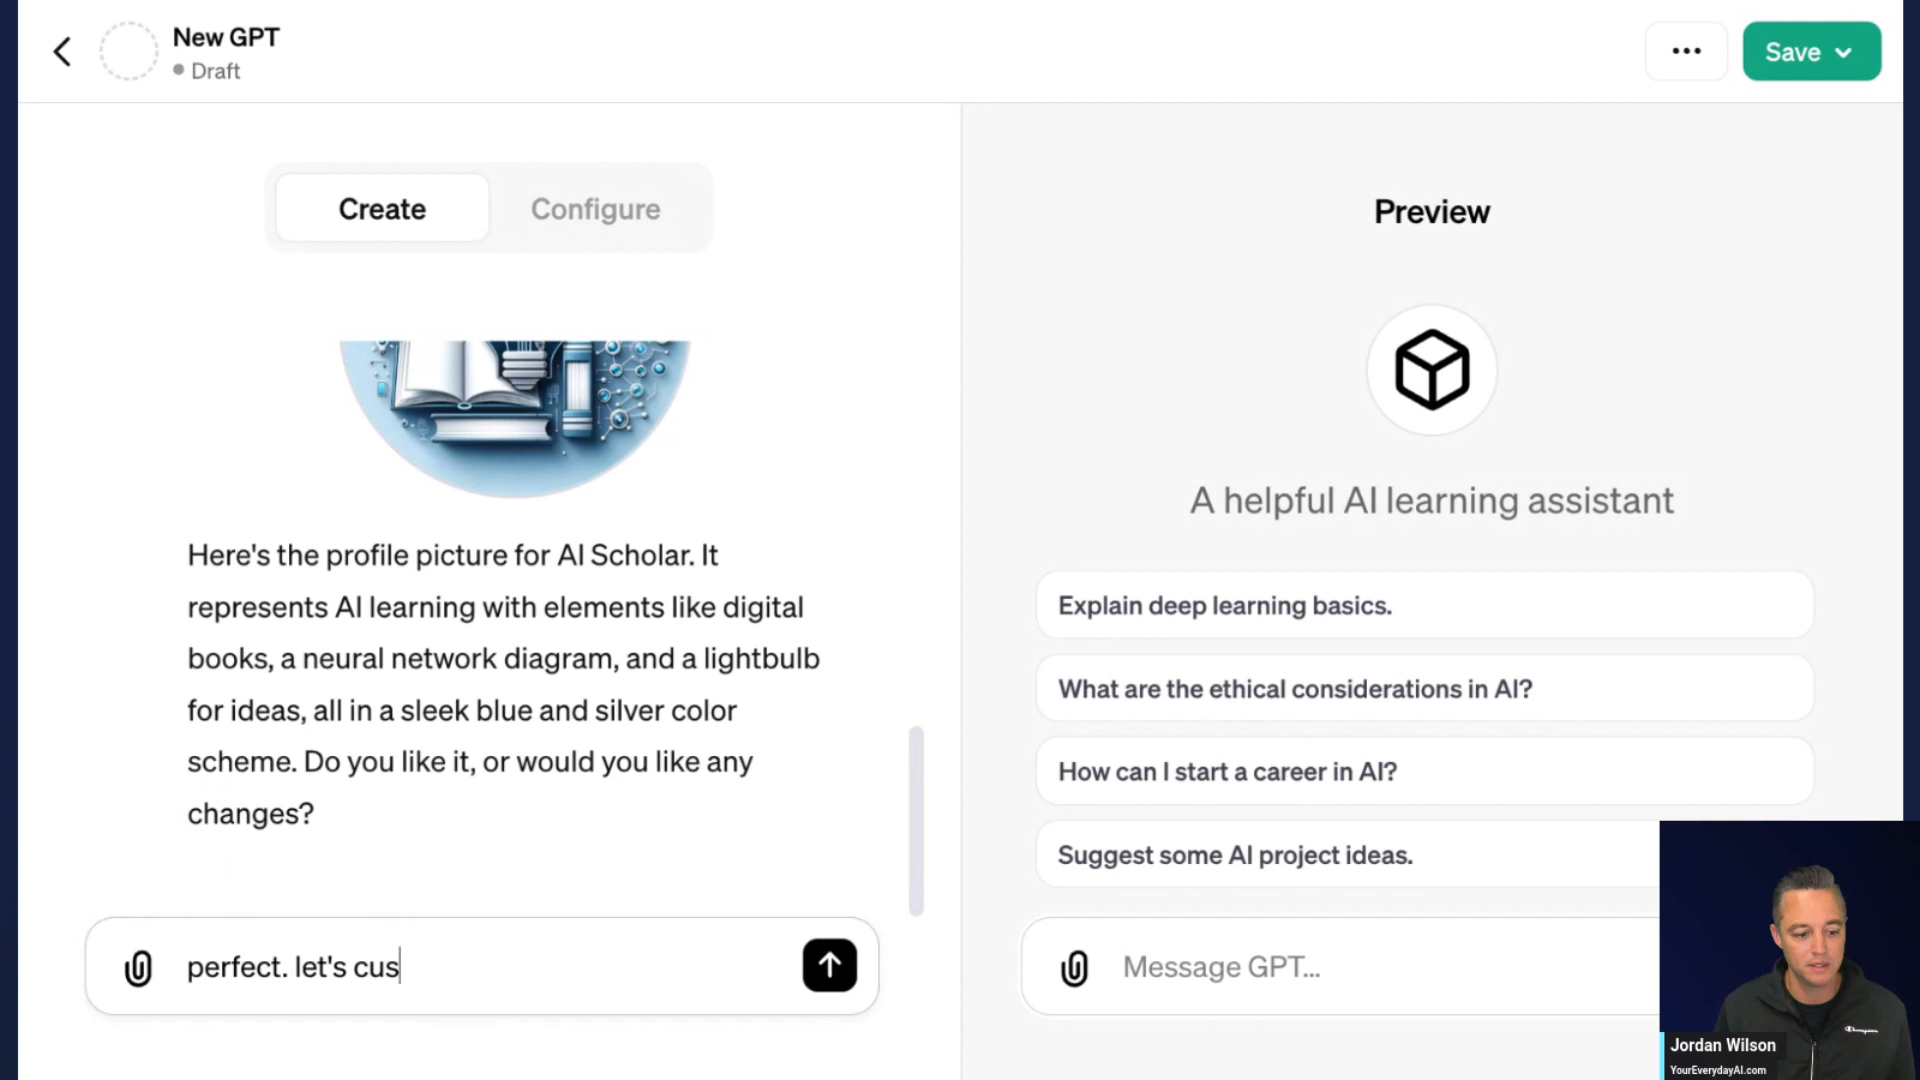 New GPT
Draft
Save
Create
Configure
Preview
Here's the profile picture for AI Scholar. It
represents AI learning with elements like digital
books, a neural network diagram, and a lightbulb
for ideas, all in a sleek blue and silver color
scheme. Do you like it, or would you like any
changes?
perfect. let's cus
A helpful AI learning assistant
Explain deep learning basics.
What are the ethical considerations in AI?
How can I start a career in AI?
Suggest some AI project ideas.
Message GPT...
Champion
Jordan Wilson
YourEverydayAI.com